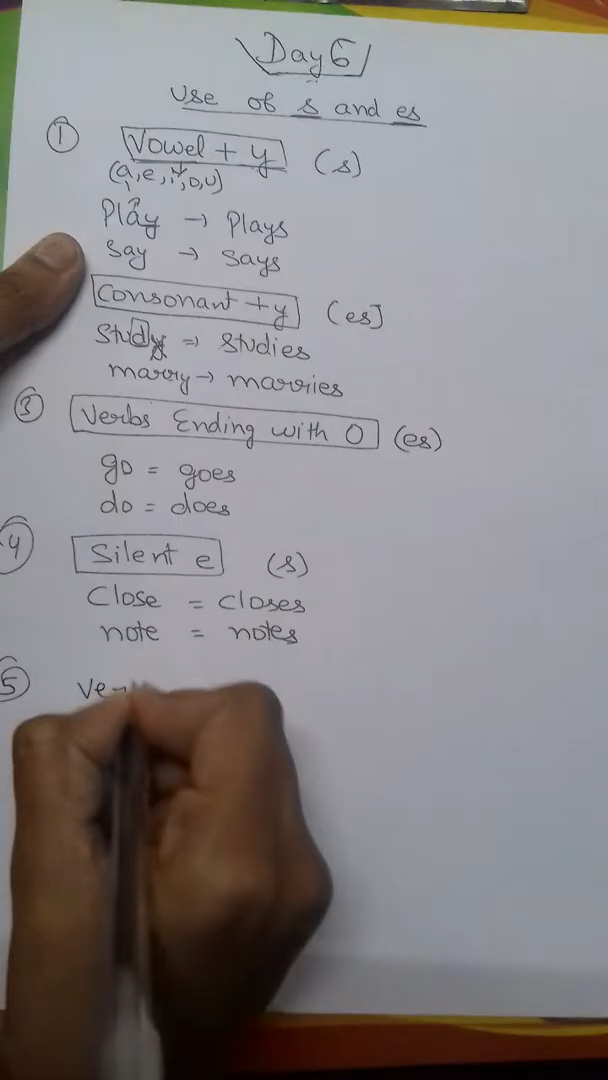 Day 6
Use of s and es
① Vowel + y (s)
(a, e, i, o, u)
Play → Plays
Say → Says
Consonant + y (es]
Study ⇒ Studies
marry → marries
③ Verbs Ending with O (es)
go = goes
do = does
4 Silent e (s)
Close = closes
note = notes
5